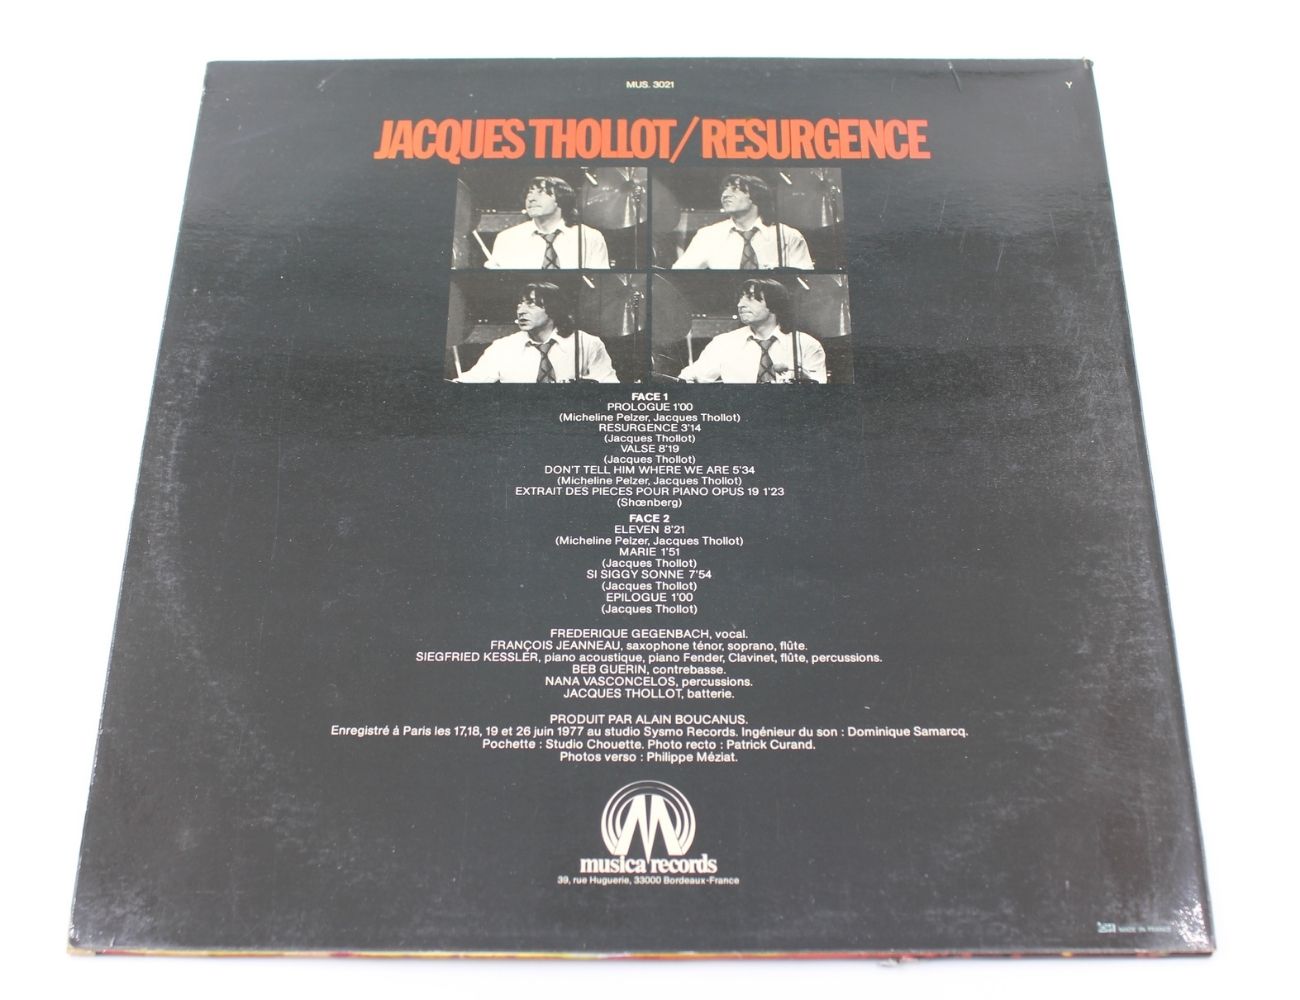 MUS. 3021
Y
JACQUES THOLLOT/RESURGENCE
FACE 1
PROLOGUE 1'00
(Micheline Pelzer, Jacques Thollot)
RESURGENCE 3'14
(Jacques Thollot)
VALSE 8'19
(Jacques Thollot)
DON'T TELL HIM WHERE WE ARE 5'34
(Micheline Pelzer, Jacques Thollot)
EXTRAIT DES PIECES POUR PIANO OPUS 19 1'23
(Shœnberg)
FACE 2
ELEVEN 8'21
(Micheline Pelzer, Jacques Thollot)
MARIE 1'51
(Jacques Thollot)
SI SIGGY SONNE 7'54
(Jacques Thollot)
EPILOGUE 1'00
(Jacques Thollot)
FREDERIQUE GEGENBACH, vocal.
FRANÇOIS JEANNEAU, saxophone ténor, soprano, flûte.
SIEGFRIED KESSLER, piano acoustique, piano Fender, Clavinet, flûte, percussions.
BEB GUERIN, contrebasse.
NANA VASCONCELOS, percussions.
JACQUES THOLLOT, batterie.
PRODUIT PAR ALAIN BOUCANUS.
Enregistré à Paris les 17,18, 19 et 26 juin 1977 au studio Sysmo Records. Ingénieur du son : Dominique Samarcq.
Pochette : Studio Chouette. Photo recto : Patrick Curand.
Photos verso : Philippe Méziat.
musica records
39, rue Huguerie, 33000 Bordeaux-France
MADE IN FRANCE